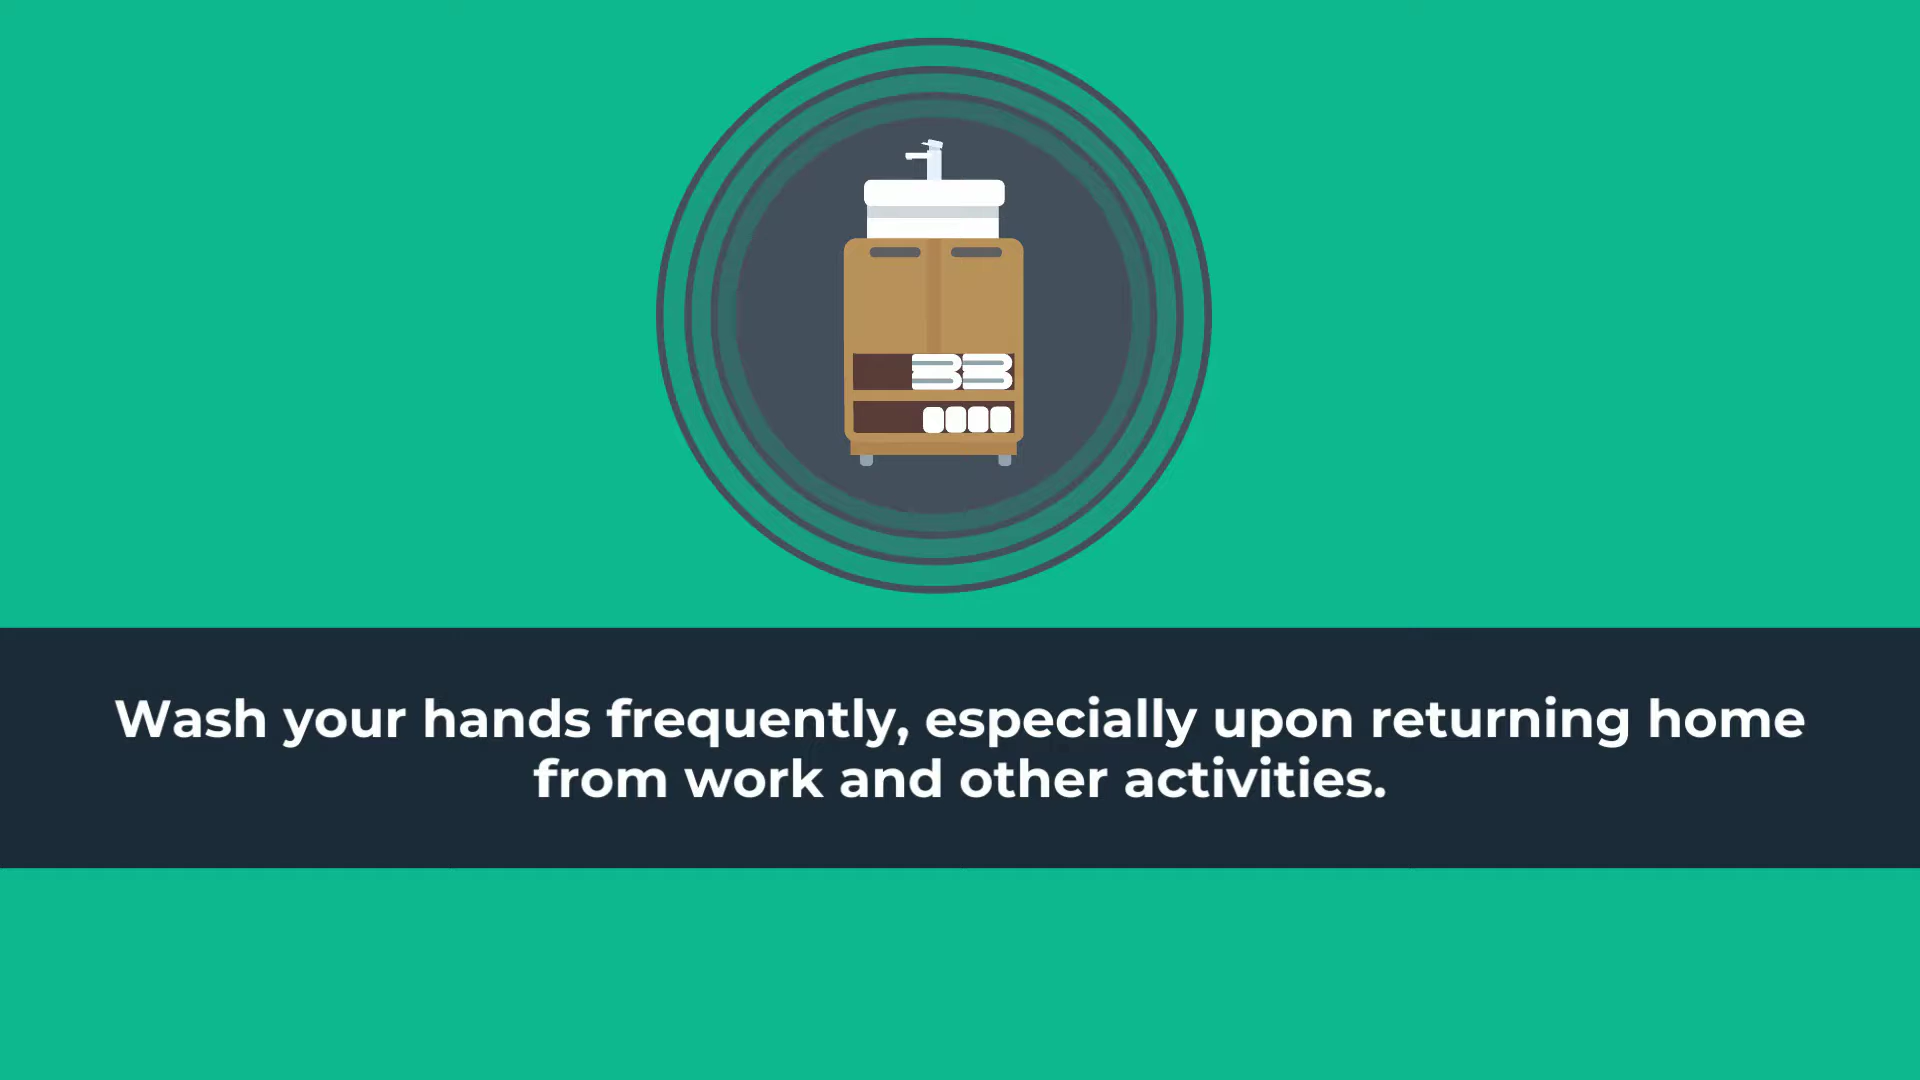 Wash your hands frequently, especially upon returning home
from work and other activities.